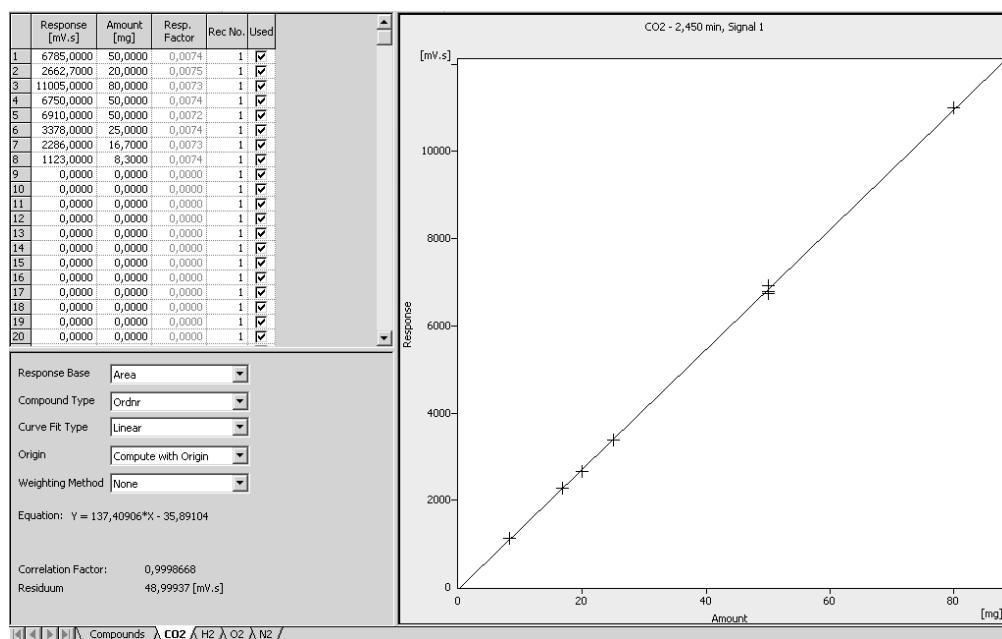 Response [mV.s] Amount [mg] Resp. Factor Rec No. Used
1 6785,0000 50,0000 0,0074 1
2 2662,7000 20,0000 0,0075 1
3 11005,0000 80,0000 0,0073 1
4 6750,0000 50,0000 0,0074 1
5 6910,0000 50,0000 0,0072 1
6 3378,0000 25,0000 0,0074 1
7 2286,0000 16,7000 0,0073 1
8 1123,0000 8,3000 0,0074 1
9 0,0000 0,0000 0,0000 1
10 0,0000 0,0000 0,0000 1
11 0,0000 0,0000 0,0000 1
12 0,0000 0,0000 0,0000 1
13 0,0000 0,0000 0,0000 1
14 0,0000 0,0000 0,0000 1
15 0,0000 0,0000 0,0000 1
16 0,0000 0,0000 0,0000 1
17 0,0000 0,0000 0,0000 1
18 0,0000 0,0000 0,0000 1
19 0,0000 0,0000 0,0000 1
20 0,0000 0,0000 0,0000 1
Response Base Area
Compound Type Ordnr
Curve Fit Type Linear
Origin Compute with Origin
Weighting Method None
Equation: Y = 137,40906*X - 35,89104
Correlation Factor: 0,9998668
Residuum 48,99937 [mV.s]
Compounds CO2 H2 O2 N2
CO2 - 2,450 min, Signal 1
[mV.s]
10000
8000
6000
Response
4000
2000
0
0 20 40 60 80 [mg]
Amount